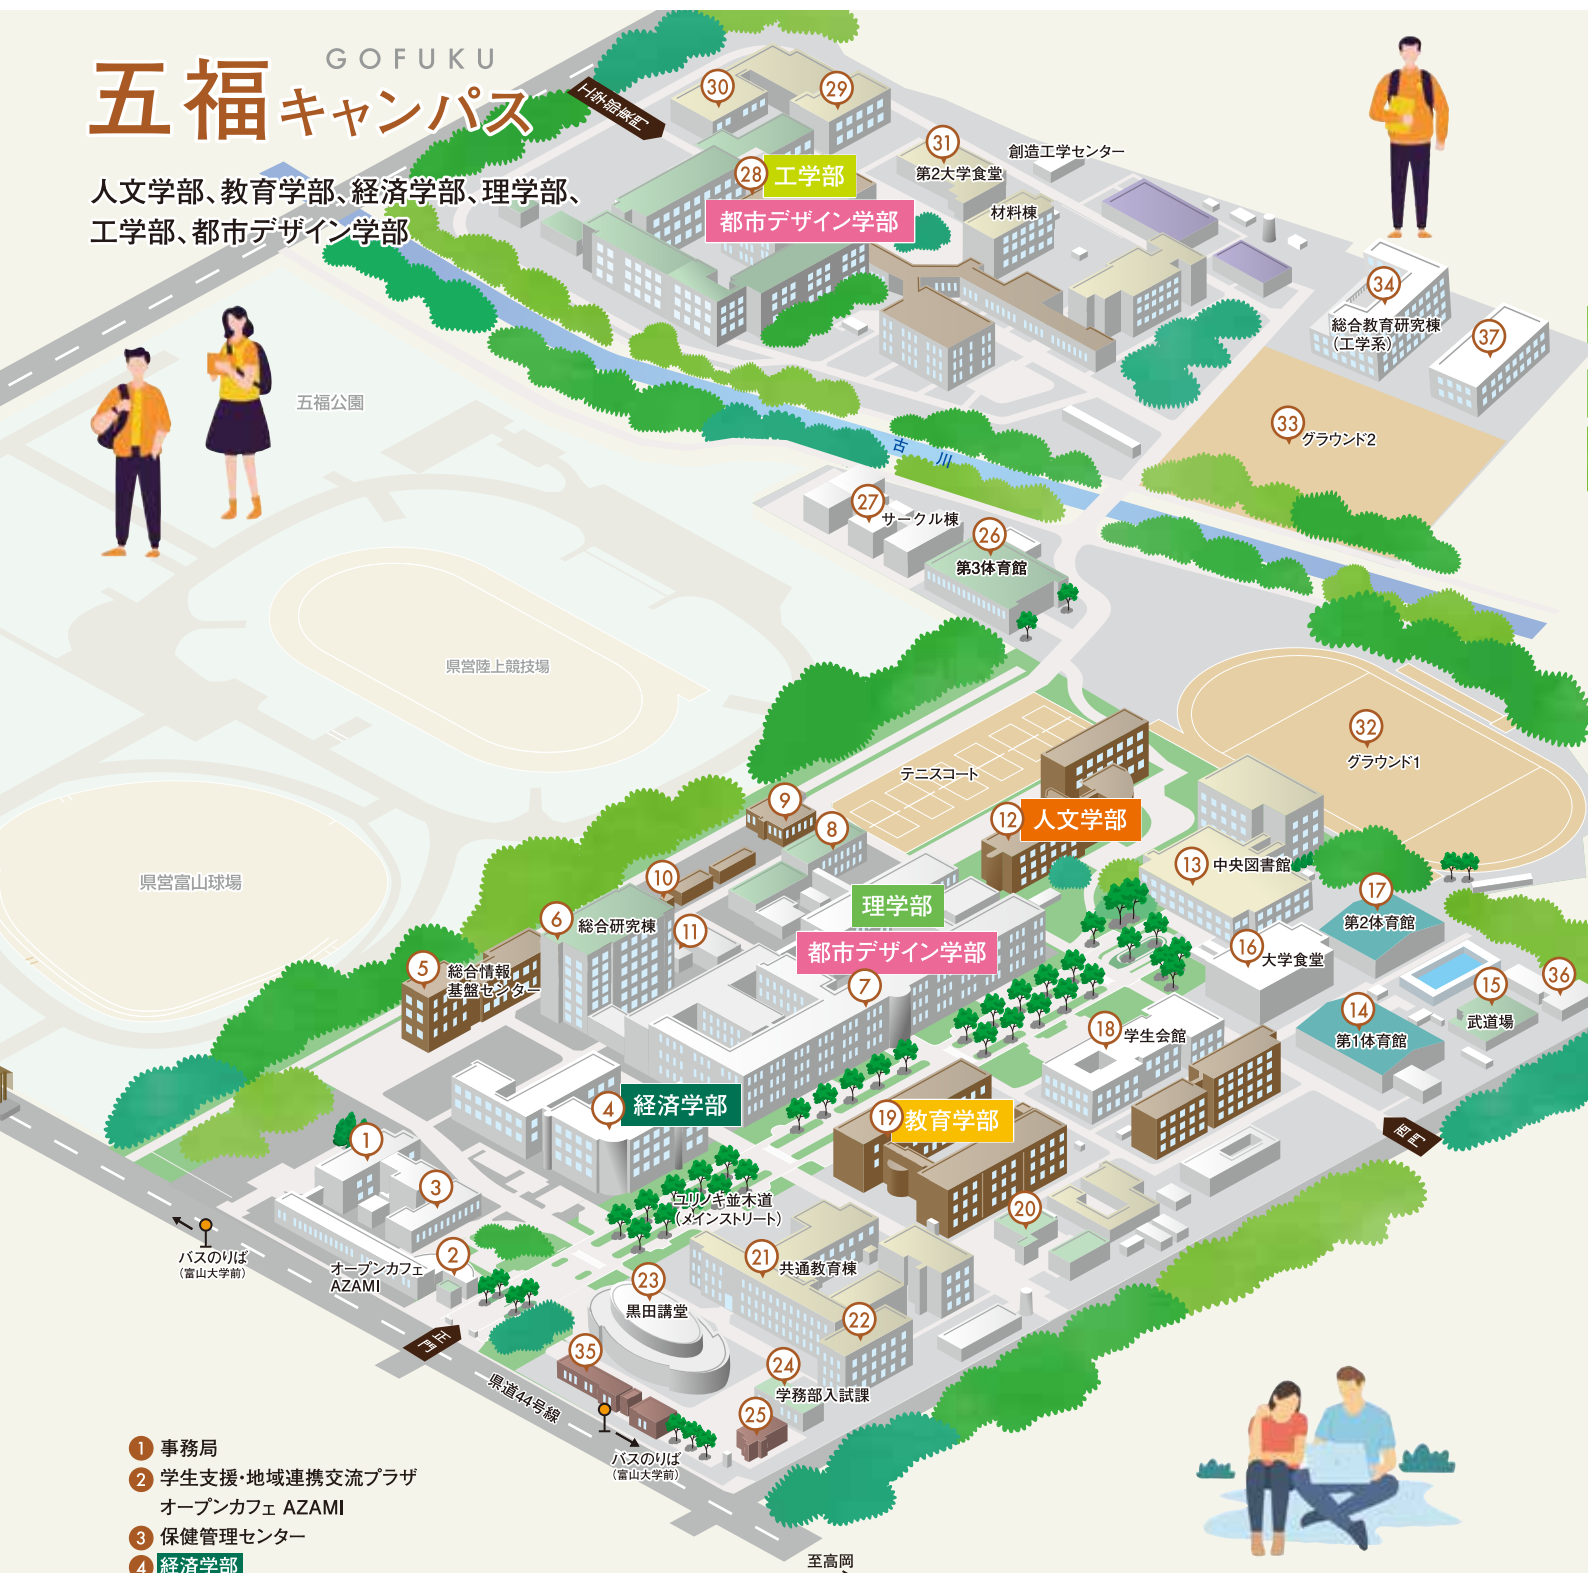 GOFUKU
五福キャンパス
人文学部、教育学部、経済学部、理学部、
工学部、都市デザイン学部
工学部東門
30
29
31
第2大学食堂
創造工学センター
28 工学部
都市デザイン学部
材料棟
34
総合教育研究棟
(工学系)
37
五福公園
33
グラウンド2
古川
27
サークル棟
26
第3体育館
県営陸上競技場
32
グラウンド1
テニスコート
9
8
12 人文学部
13
中央図書館
県営富山球場
10
17
第2体育館
理学部
6
総合研究棟
11
都市デザイン学部
16
大学食堂
5
総合情報
基盤センター
7
15
武道場
36
14
第1体育館
18
学生会館
4 経済学部
19 教育学部
西門
1
3
ユリノキ並木道
(メインストリート)
20
バスのりば
(富山大学前)
2
オープンカフェ
AZAMI
21
共通教育棟
23
黒田講堂
22
正門
35
24
学務部入試課
県道44号線
25
バスのりば
(富山大学前)
1 事務局
2 学生支援・地域連携交流プラザ
オープンカフェ AZAMI
3 保健管理センター
4 経済学部
至高岡